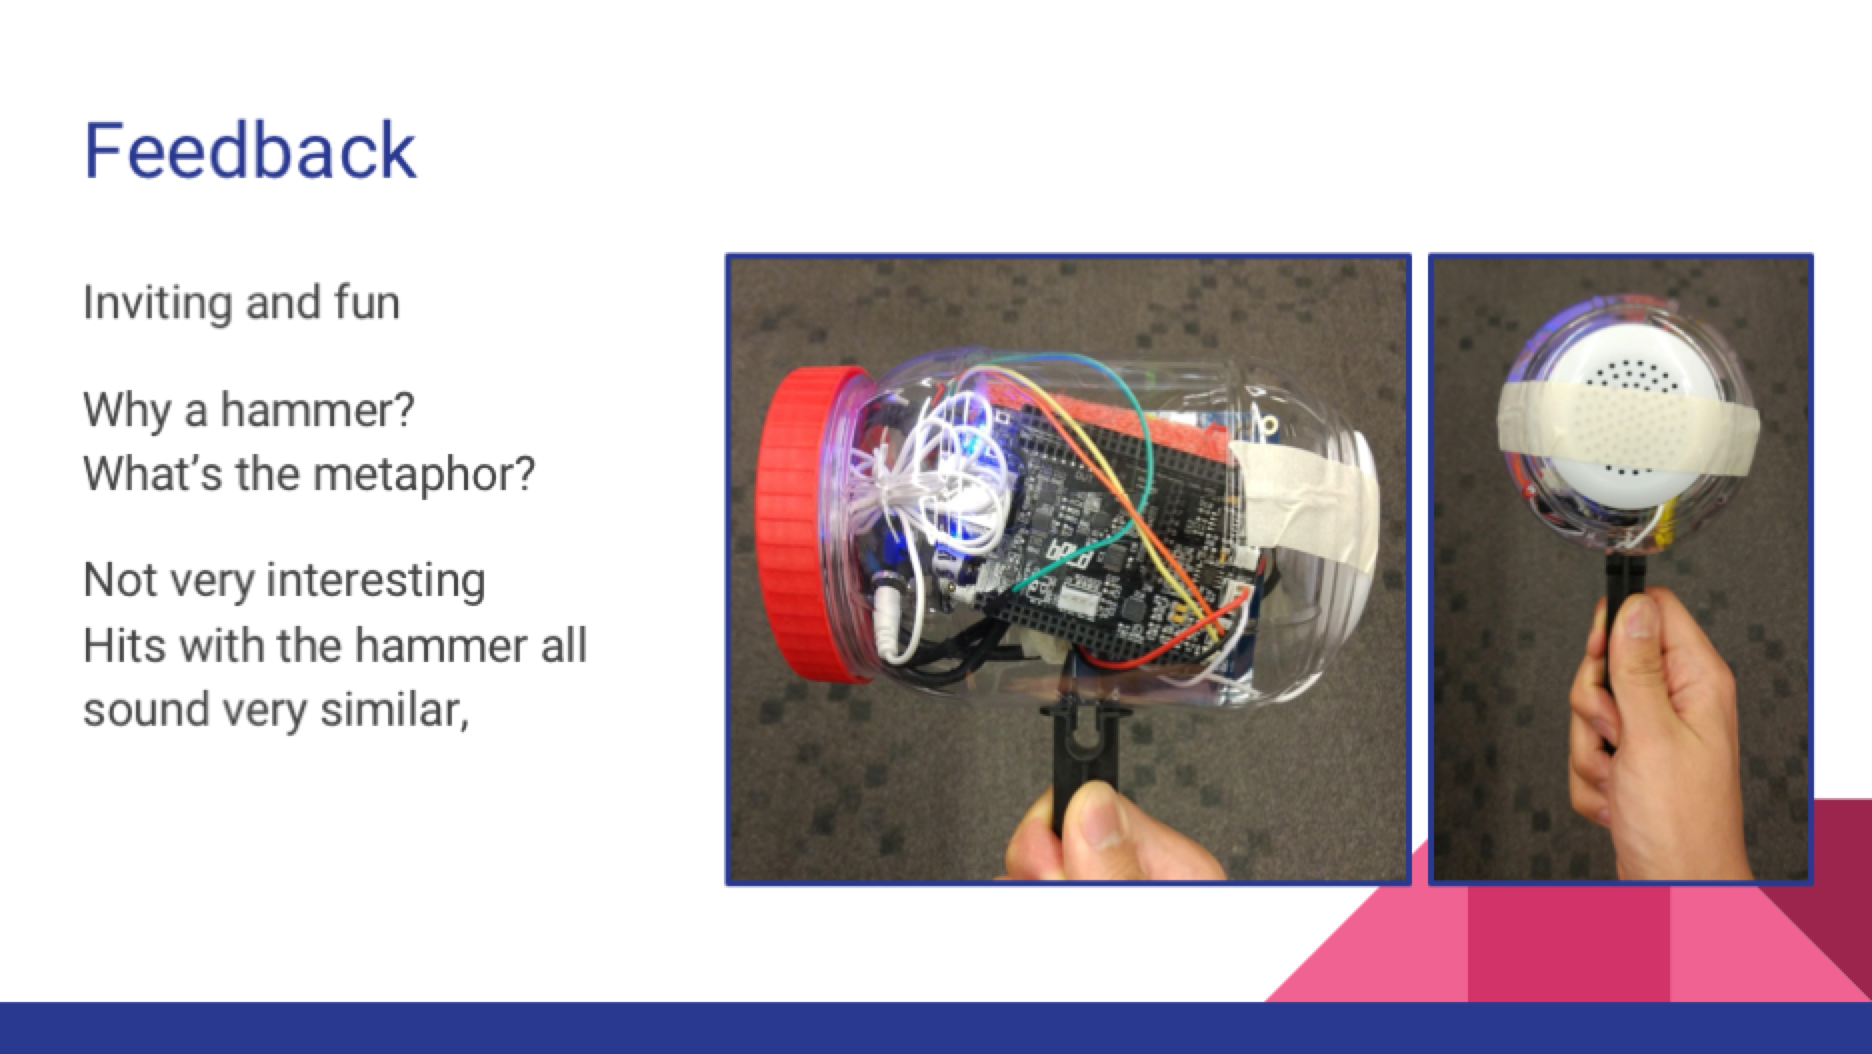 Feedback
Inviting and fun
Why a hammer?
What's the metaphor?
Not very interesting
Hits with the hammer all
sound very similar,